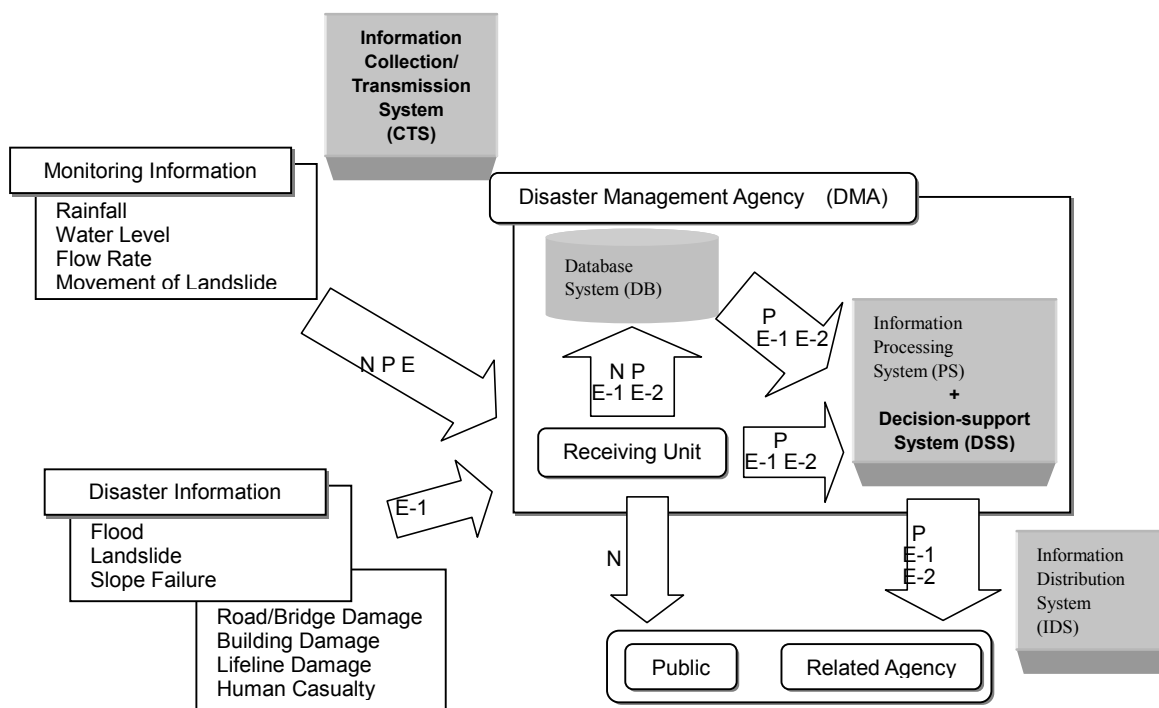 Information
Collection/
Transmission
System
(CTS)
Monitoring Information
Rainfall
Water Level
Flow Rate
Movement of Landslide
Disaster Management Agency (DMA)
Database
System (DB)
P
E-1 E-2
Information
Processing
System (PS)
+
Decision-support
System (DSS)
N P E
N P
E-1 E-2
Receiving Unit
P
E-1 E-2
Disaster Information
Flood
Landslide
Slope Failure
E-1
Road/Bridge Damage
Building Damage
Lifeline Damage
Human Casualty
N
P
E-1
E-2
Information
Distribution
System
(IDS)
Public
Related Agency